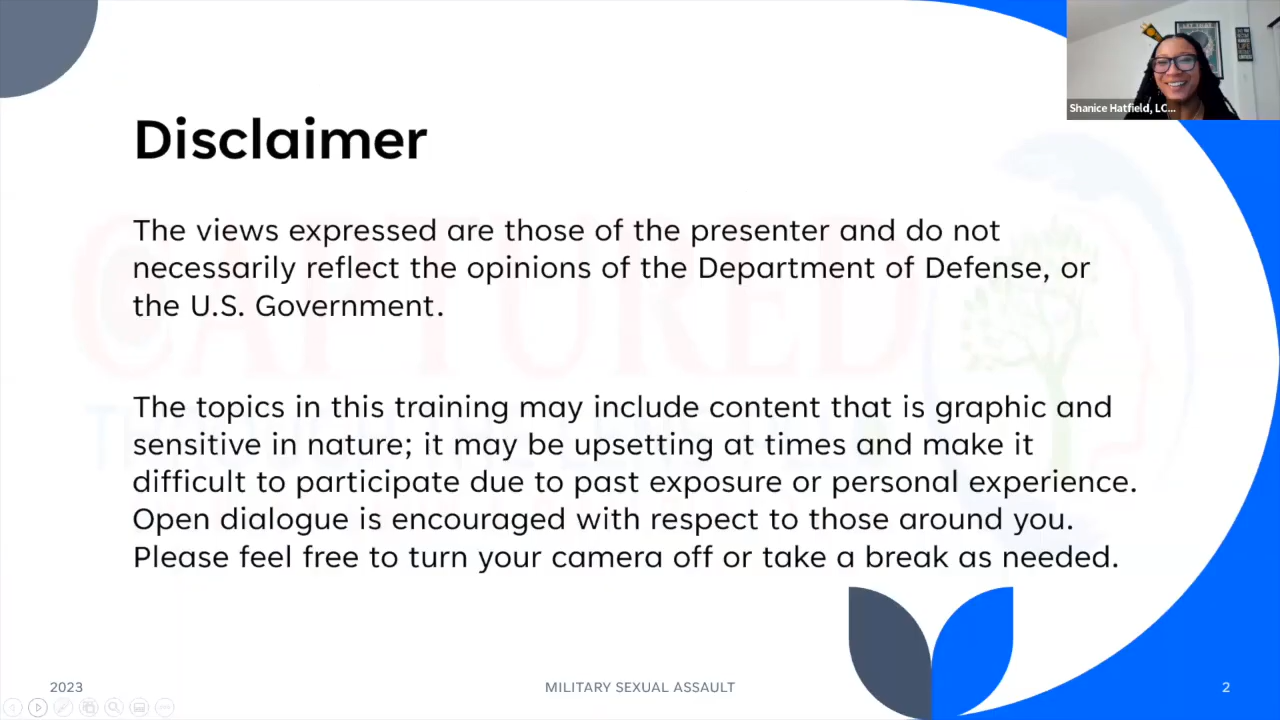 Disclaimer
The views expressed are those of the presenter and do not
necessarily reflect the opinions of the Department of Defense, or
the U.S. Government.
The topics in this training may include content that is graphic and
sensitive in nature; it may be upsetting at times and make it
difficult to participate due to past exposure or personal experience.
Open dialogue is encouraged with respect to those around you.
Please feel free to turn your camera off or take a break as needed.
Shanice Hatfield, LC...
CAPTURED
2023
MILITARY SEXUAL ASSAULT
2